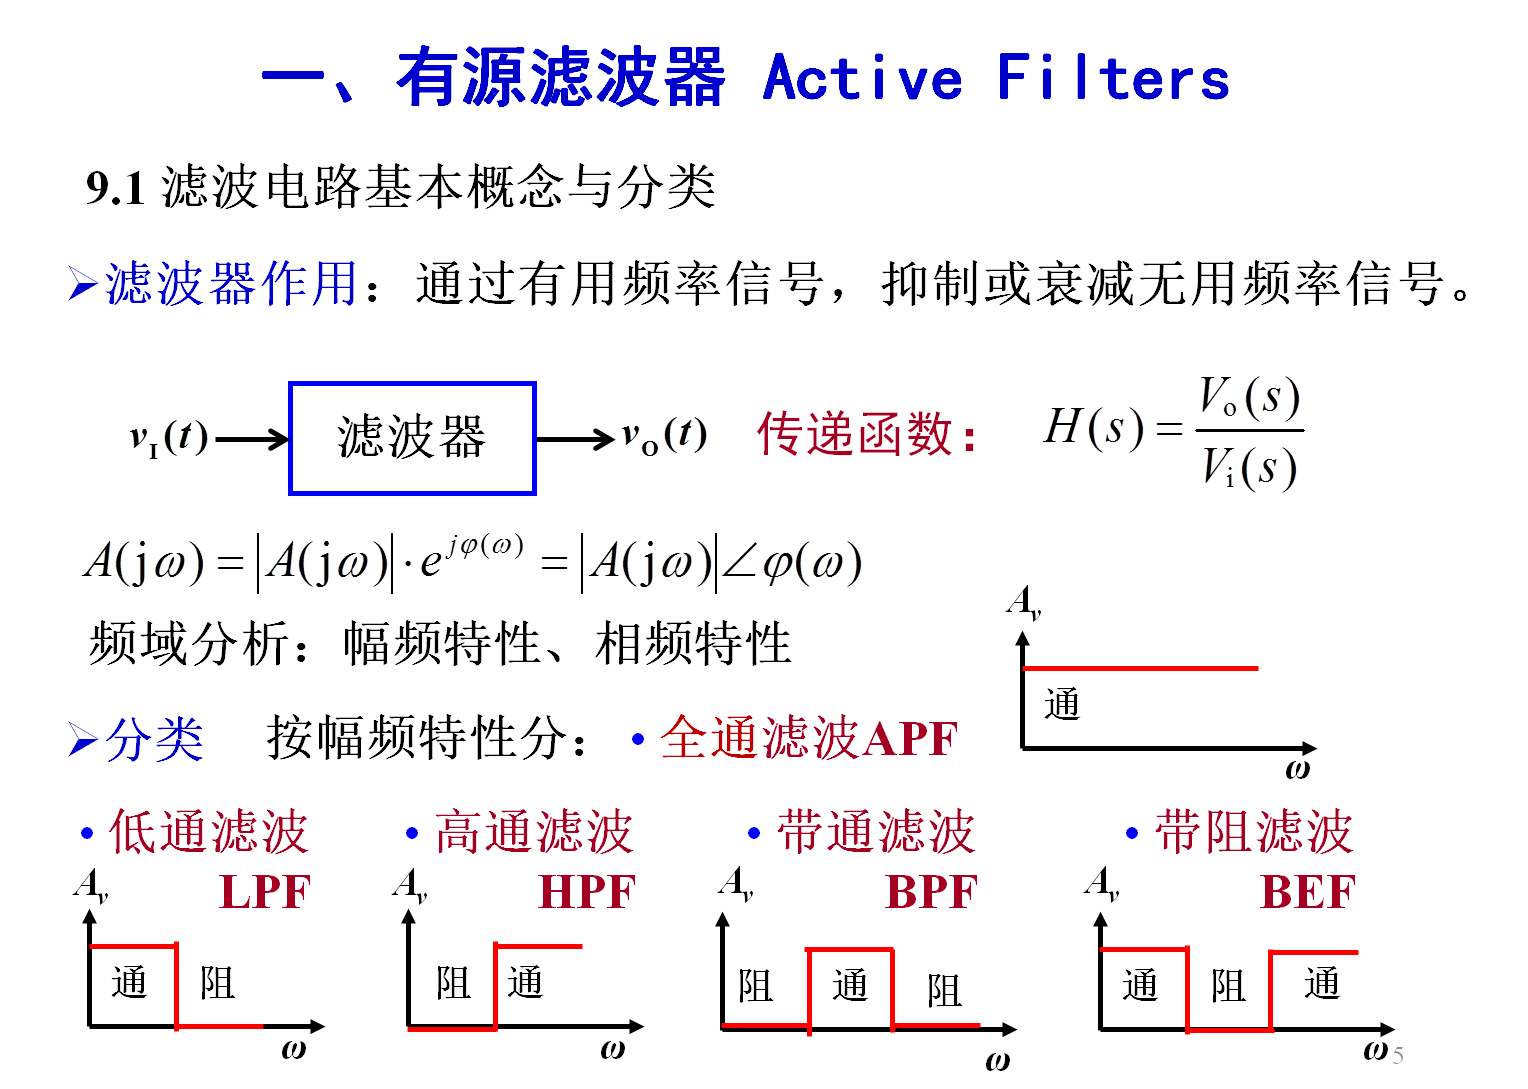 一、有源滤波器 Active Filters
9.1 滤波电路基本概念与分类
➢滤波器作用：通过有用频率信号，抑制或衰减无用频率信号。
vI(t) 滤波器 vO(t) 传递函数： H(s) = Vo(s) / Vi(s)
A(jω) = |A(jω)| · e^{jφ(ω)} = |A(jω)|∠φ(ω)
频域分析：幅频特性、相频特性
Av
通
ω
➢分类 按幅频特性分： • 全通滤波APF
• 低通滤波 • 高通滤波 • 带通滤波 • 带阻滤波
Av LPF Av HPF Av BPF Av BEF
通 阻 阻 通 阻 通 阻 通 阻 通
ω ω ω ω 5